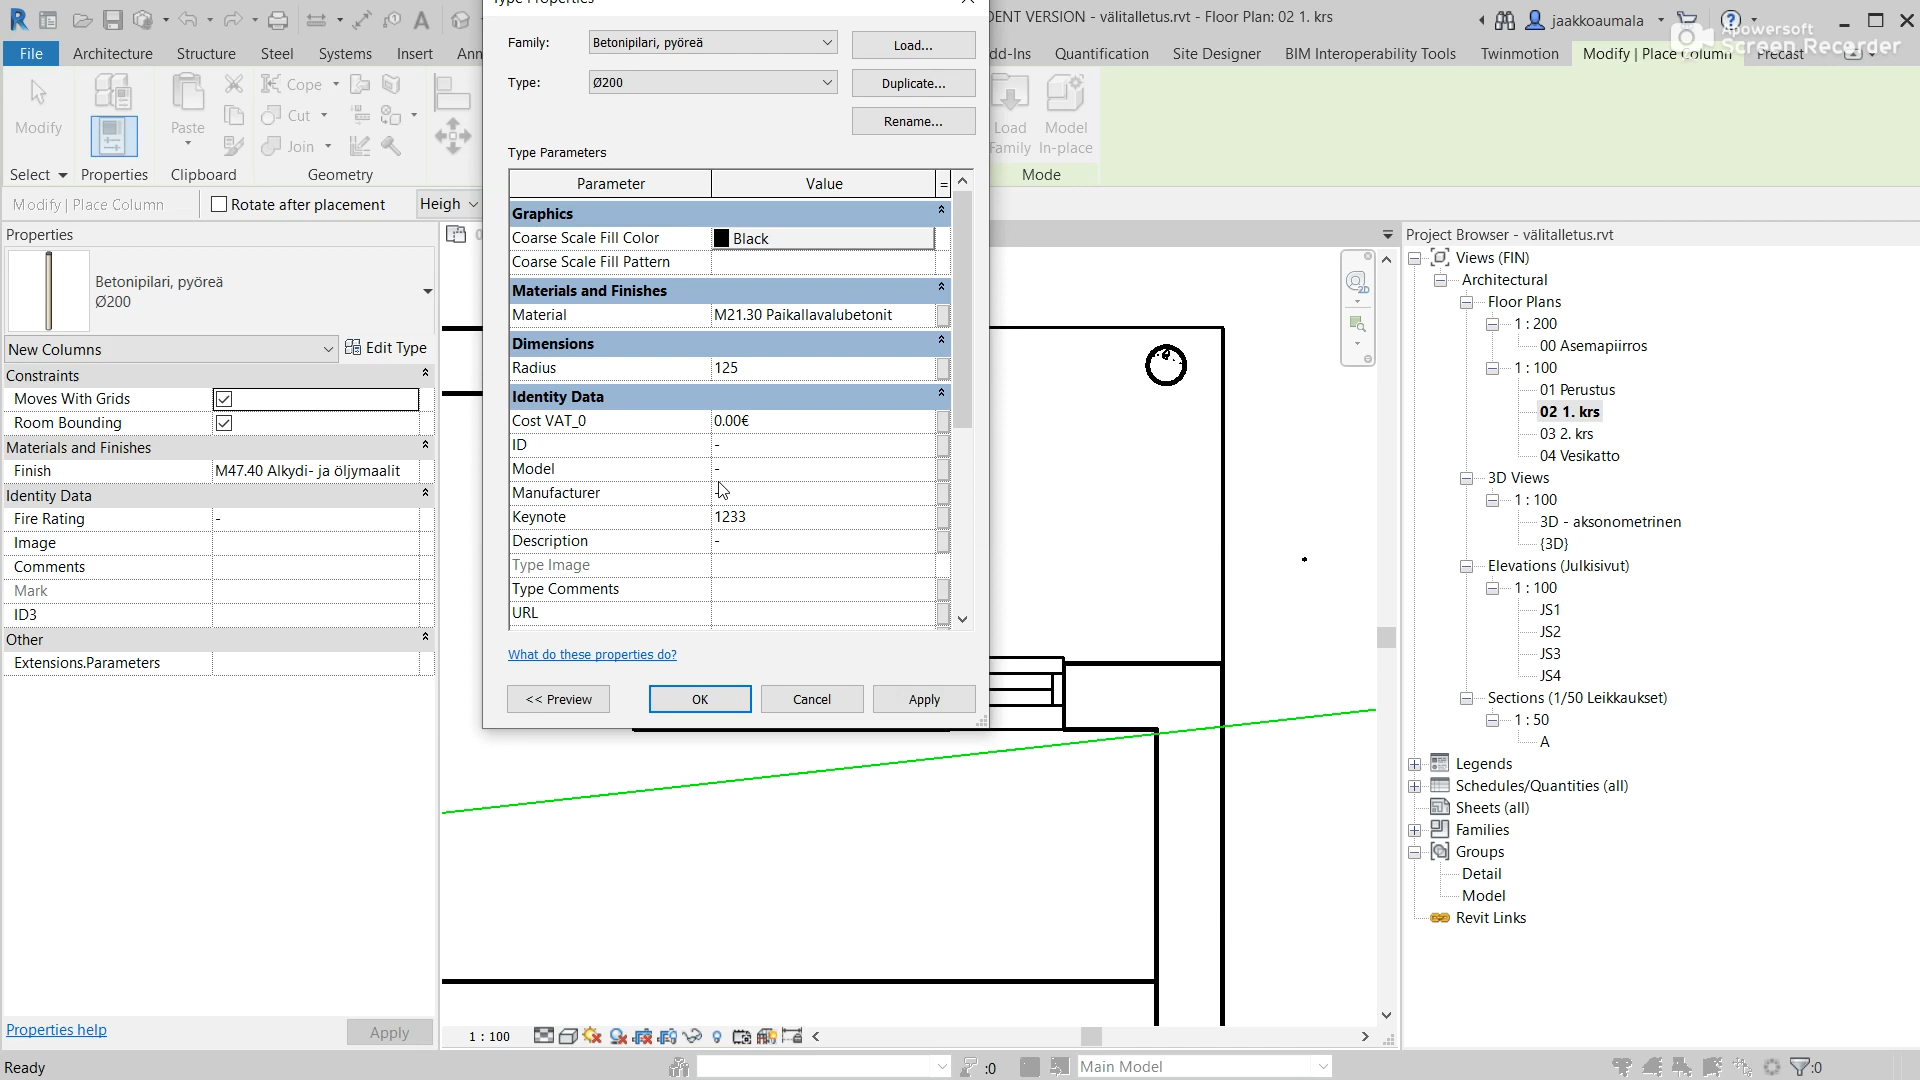 Type Properties
DENT VERSION - välitalletus.rvt - Floor Plan: 02 1. krs
jaakkoaumala
Apowersoft
Screen Recorder
File Architecture Structure Steel Systems Insert Ann
dd-Ins Quantification Site Designer BIM Interoperability Tools Twinmotion Modify | Place Column Precast
Modify
Paste
Cope
Cut
Join
Load
Family
Model
In-place
Select Properties Clipboard Geometry Mode
Modify | Place Column
Rotate after placement
Heigh
Family: Betonipilari, pyöreä Load...
Type: Ø200 Duplicate...
Rename...
Type Parameters
Parameter Value =
Graphics
Coarse Scale Fill Color Black
Coarse Scale Fill Pattern
Materials and Finishes
Material M21.30 Paikallavalubetonit
Dimensions
Radius 125
Identity Data
Cost VAT_0 0.00€
ID -
Model -
Manufacturer
Keynote 1233
Description -
Type Image
Type Comments
URL
What do these properties do?
<< Preview OK Cancel Apply
Properties
Betonipilari, pyöreä
Ø200
New Columns Edit Type
Constraints
Moves With Grids
Room Bounding
Materials and Finishes
Finish M47.40 Alkydi- ja öljymaalit
Identity Data
Fire Rating -
Image
Comments
Mark
ID3
Other
Extensions.Parameters
Properties help Apply
2D
Project Browser - välitalletus.rvt
Views (FIN)
Architectural
Floor Plans
1 : 200
00 Asemapiirros
1 : 100
01 Perustus
02 1. krs
03 2. krs
04 Vesikatto
3D Views
1 : 100
3D - aksonometrinen
{3D}
Elevations (Julkisivut)
1 : 100
JS1
JS2
JS3
JS4
Sections (1/50 Leikkaukset)
1 : 50
A
Legends
Schedules/Quantities (all)
Sheets (all)
Families
Groups
Detail
Model
Revit Links
1 : 100
Ready
:0
Main Model
:0